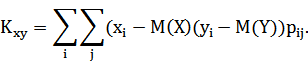 K_xy = ∑_i ∑_j (x_i − M(X)(y_i − M(Y))p_ij.